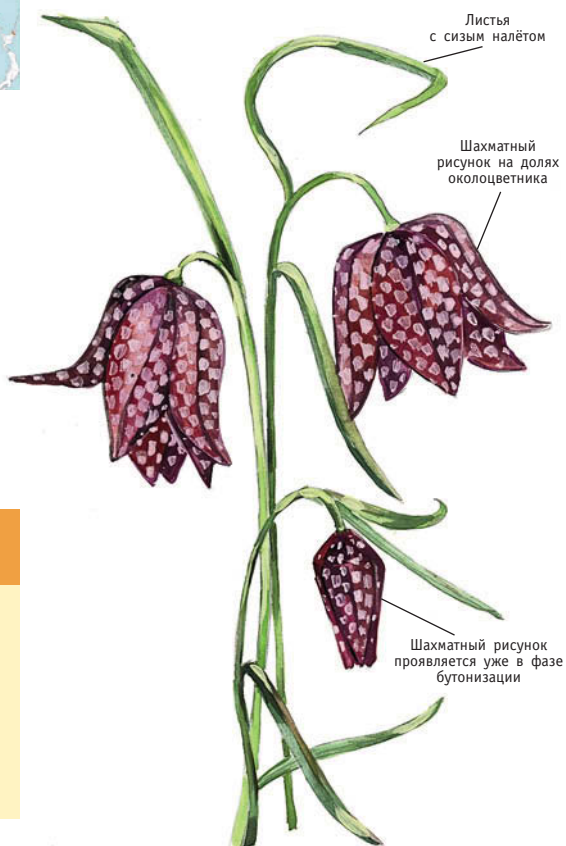 Листья
с сизым налётом
Шахматный
рисунок на долях
околоцветника
Шахматный рисунок
проявляется уже в фазе
бутонизации